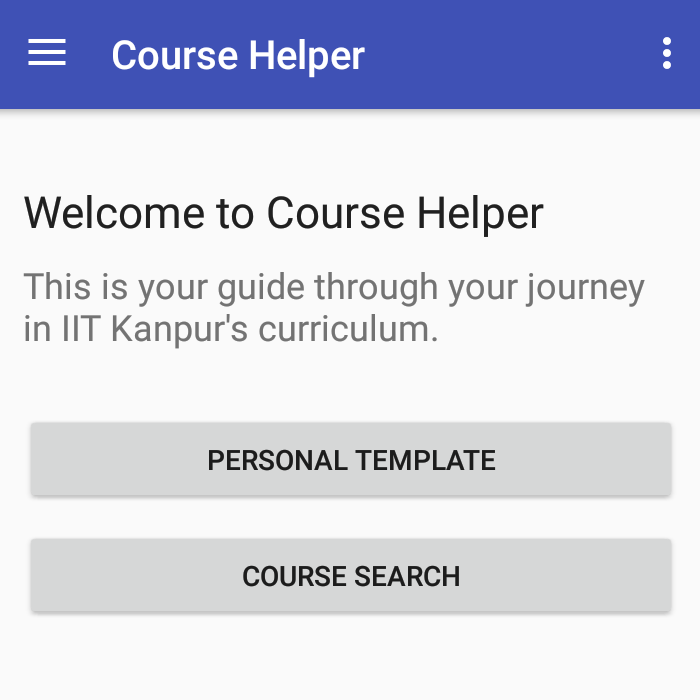 Course Helper
Welcome to Course Helper
This is your guide through your journey
in IIT Kanpur's curriculum.
PERSONAL TEMPLATE
COURSE SEARCH